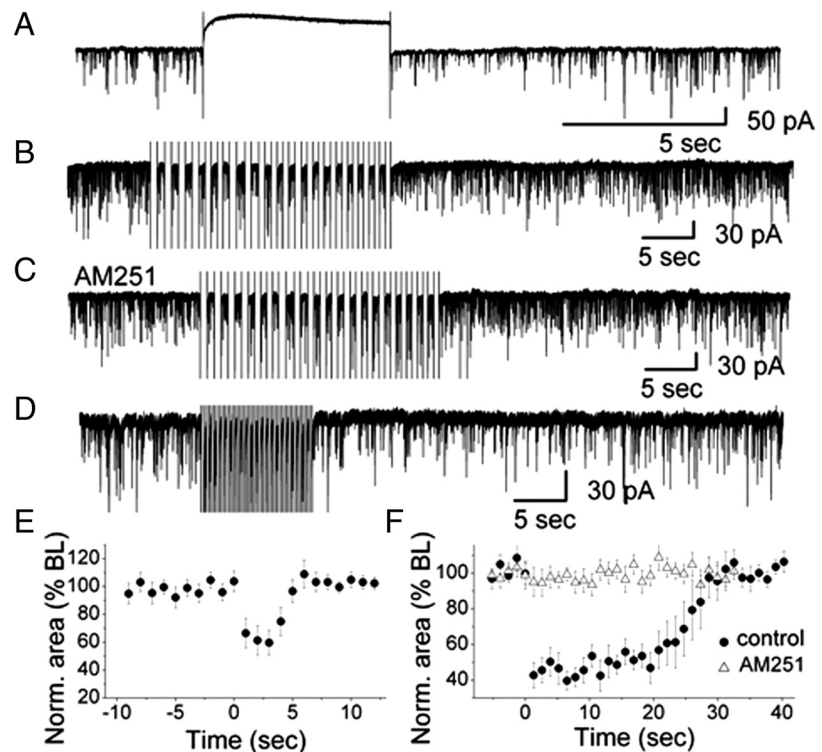 A
50 pA
5 sec
B
30 pA
5 sec
C
AM251
30 pA
5 sec
D
30 pA
5 sec
E
Norm. area (% BL)
120
100
80
60
40
20
-10 -5 0 5 10
Time (sec)
F
Norm. area (% BL)
100
80
60
40
control
AM251
0 10 20 30 40
Time (sec)